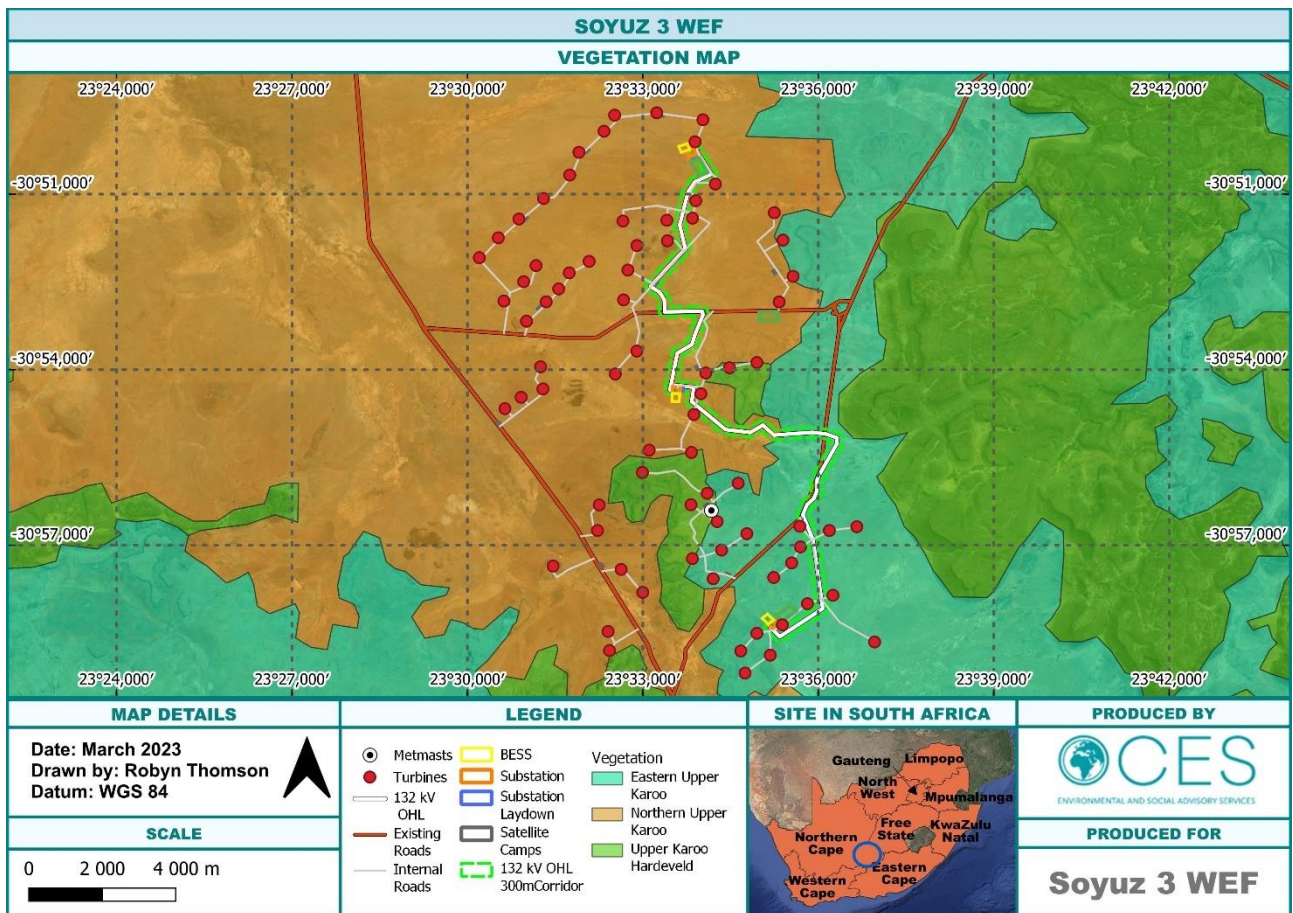 SOYUZ 3 WEF
VEGETATION MAP
23°24,000′ 23°27,000′ 23°30,000′ 23°33,000′ 23°36,000′ 23°39,000′ 23°42,000′
-30°51,000′ -30°51,000′
-30°54,000′ -30°54,000′
-30°57,000′ -30°57,000′
23°24,000′ 23°27,000′ 23°30,000′ 23°33,000′ 23°36,000′ 23°39,000′ 23°42,000′
MAP DETAILS
Date: March 2023
Drawn by: Robyn Thomson
Datum: WGS 84
SCALE
0 2 000 4 000 m
LEGEND
Metmasts
Turbines
132 kV
OHL
Existing
Roads
Internal
Roads
BESS
Substation
Substation
Laydown
Satellite
Camps
132 kV OHL
300mCorridor
Vegetation
Eastern Upper
Karoo
Northern Upper
Karoo
Upper Karoo
Hardeveld
SITE IN SOUTH AFRICA
Gauteng
Limpopo
North
West
Mpumalanga
Free
State
KwaZulu
Natal
Northern
Cape
Eastern
Cape
Western
Cape
PRODUCED BY
CES
ENVIRONMENTAL AND SOCIAL ADVISORY SERVICES
PRODUCED FOR
Soyuz 3 WEF